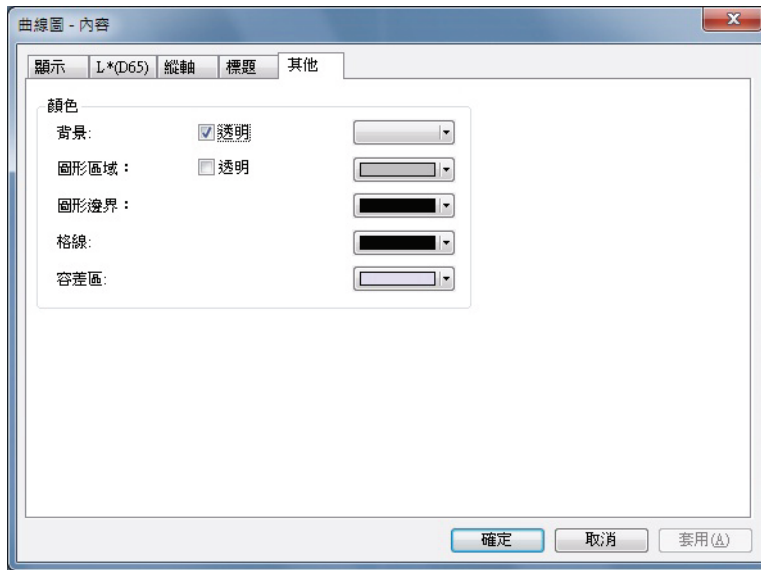 曲線圖 - 內容
顯示 L*(D65) 縱軸 標題 其他
顏色
背景: 透明
圖形區域： 透明
圖形邊界：
格線:
容差區:
確定 取消 套用(A)